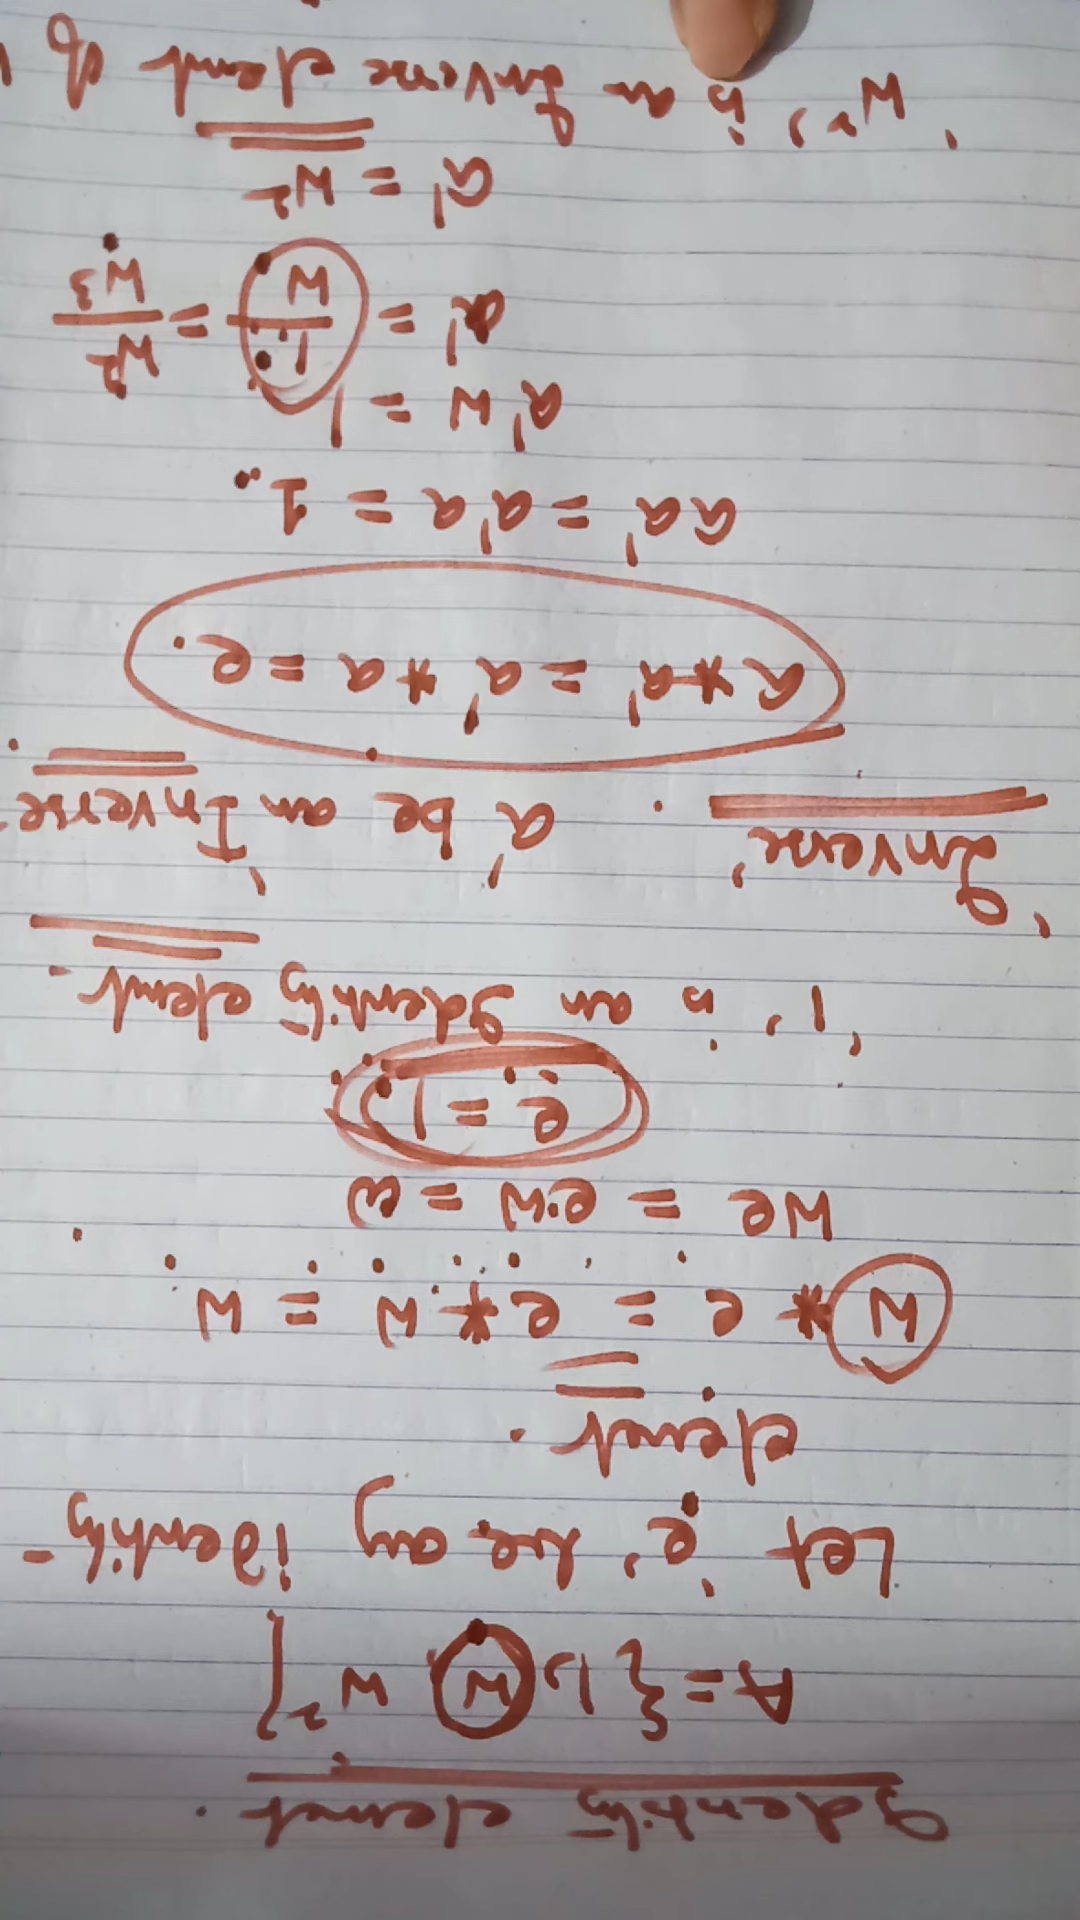 Identity element.
A = {1, w, w²}
Let 'e' be any identity-
element.
w * e = e * w = w
we = e·w = w
e = 1
'1' is an Identity element-
'Inverse' a' be an Inverse.
a * a' = a' * a = e.
aa' = a'a = 1.
a'w = 1
a' = 1/w = w²/w³
a' = w²
'w²' is an Inverse element of